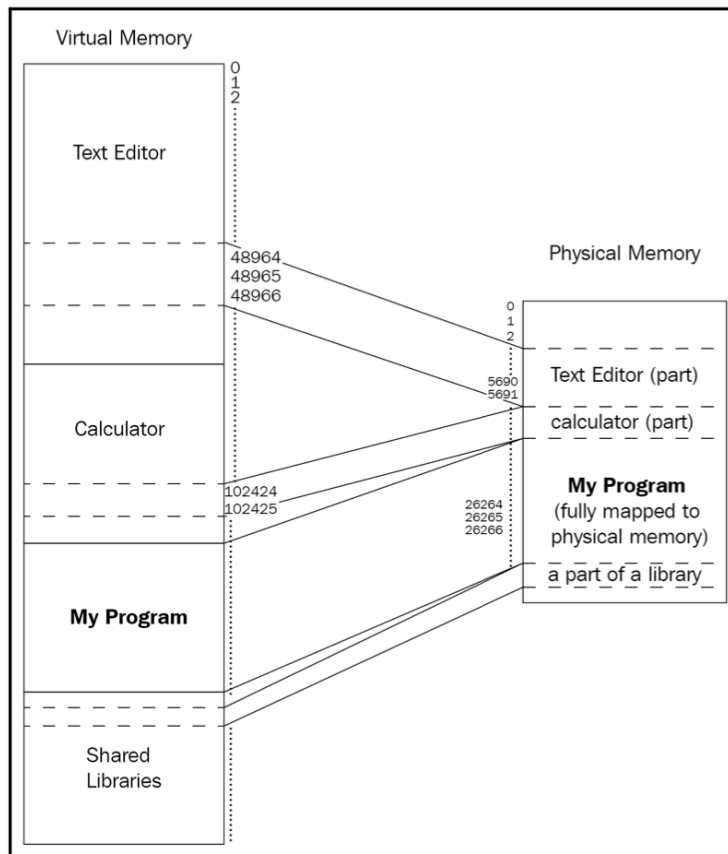 Virtual Memory
0
1
2
Text Editor
48964
48965
48966
Calculator
102424
102425
My Program
Shared
Libraries
Physical Memory
0
1
2
Text Editor (part)
5690
5691
calculator (part)
My Program
(fully mapped to
physical memory)
26264
26265
26266
a part of a library